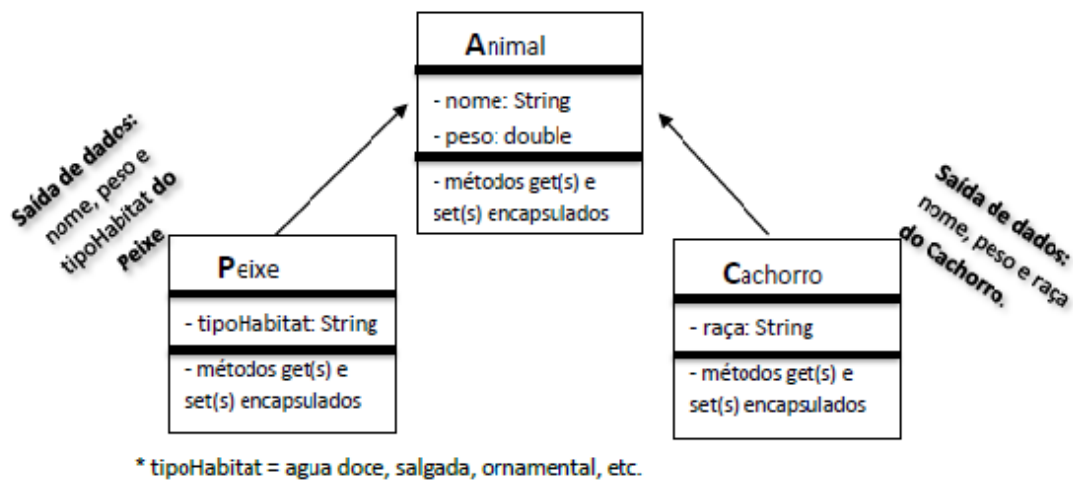 Animal
- nome: String
- peso: double
- métodos get(s) e
set(s) encapsulados
Saída de dados:
nome, peso e
tipoHabitat do
Peixe
Saída de dados:
nome, peso e raça
do Cachorro.
Peixe
- tipoHabitat: String
- métodos get(s) e
set(s) encapsulados
Cachorro
- raça: String
- métodos get(s) e
set(s) encapsulados
* tipoHabitat = agua doce, salgada, ornamental, etc.